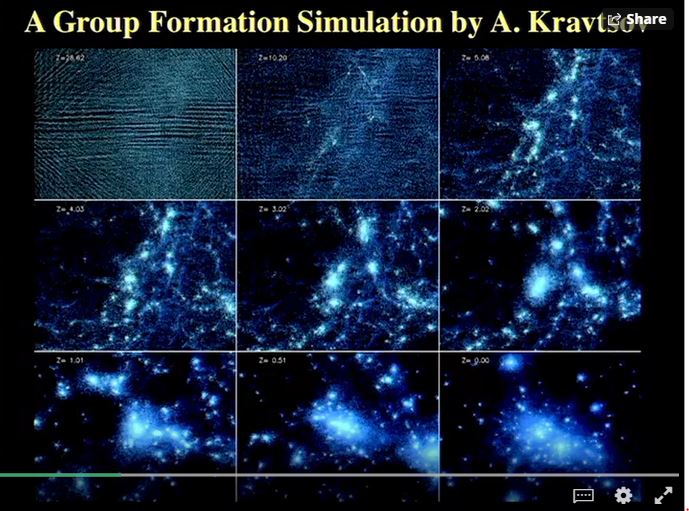 A Group Formation Simulation by A. Kravtsov
Share
Z=28.62
Z=10.20
Z= 5.08
Z= 4.03
Z= 3.02
Z= 2.02
Z= 1.01
Z= 0.51
Z= 0.00